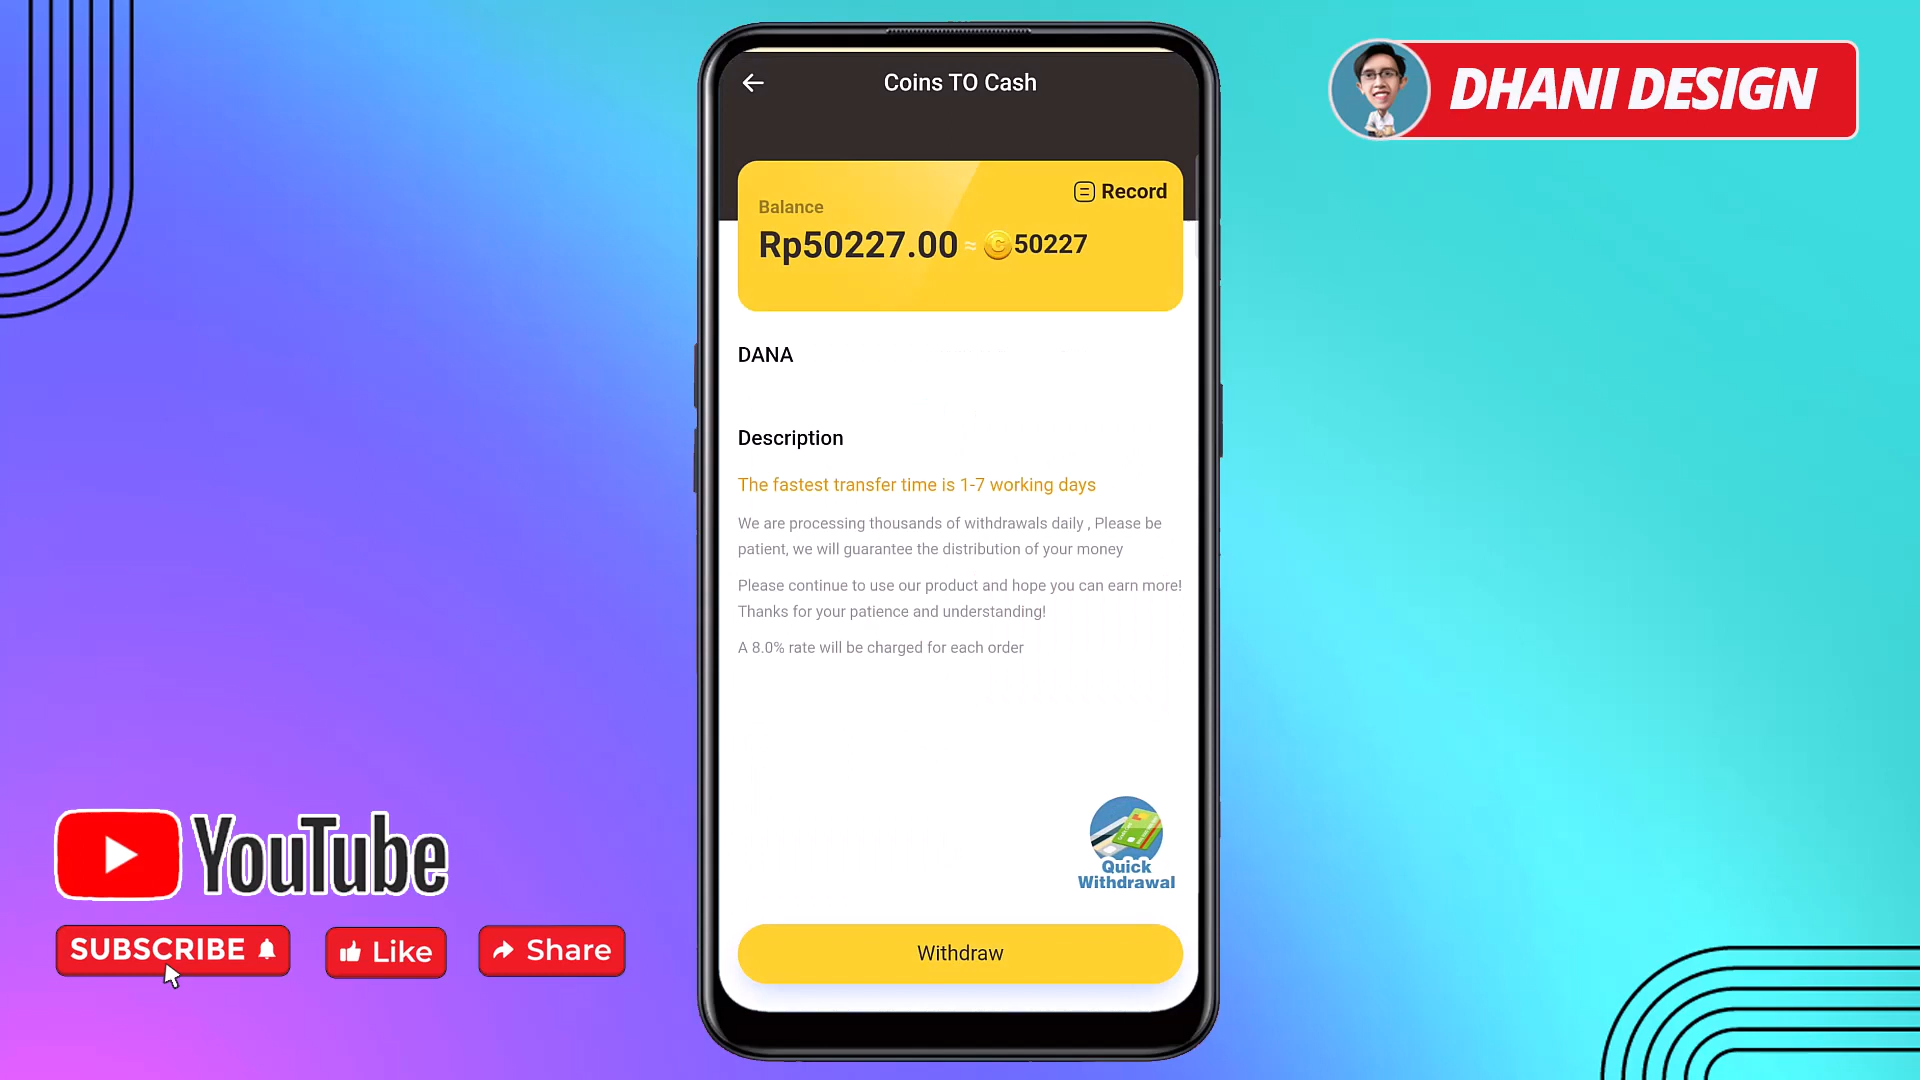 Coins TO Cash
DHANI DESIGN
Record
Balance
Rp50227.00 ≈ 50227
DANA
Description
The fastest transfer time is 1-7 working days
We are processing thousands of withdrawals daily , Please be
patient, we will guarantee the distribution of your money
Please continue to use our product and hope you can earn more!
Thanks for your patience and understanding!
A 8.0% rate will be charged for each order
Quick
Withdrawal
Withdraw
YouTube
SUBSCRIBE
Like
Share